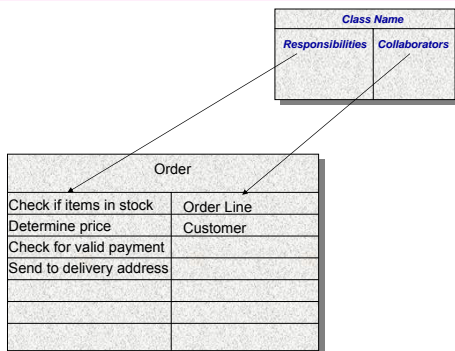 Class Name
Responsibilities Collaborators
Order
Check if items in stock Order Line
Determine price Customer
Check for valid payment
Send to delivery address